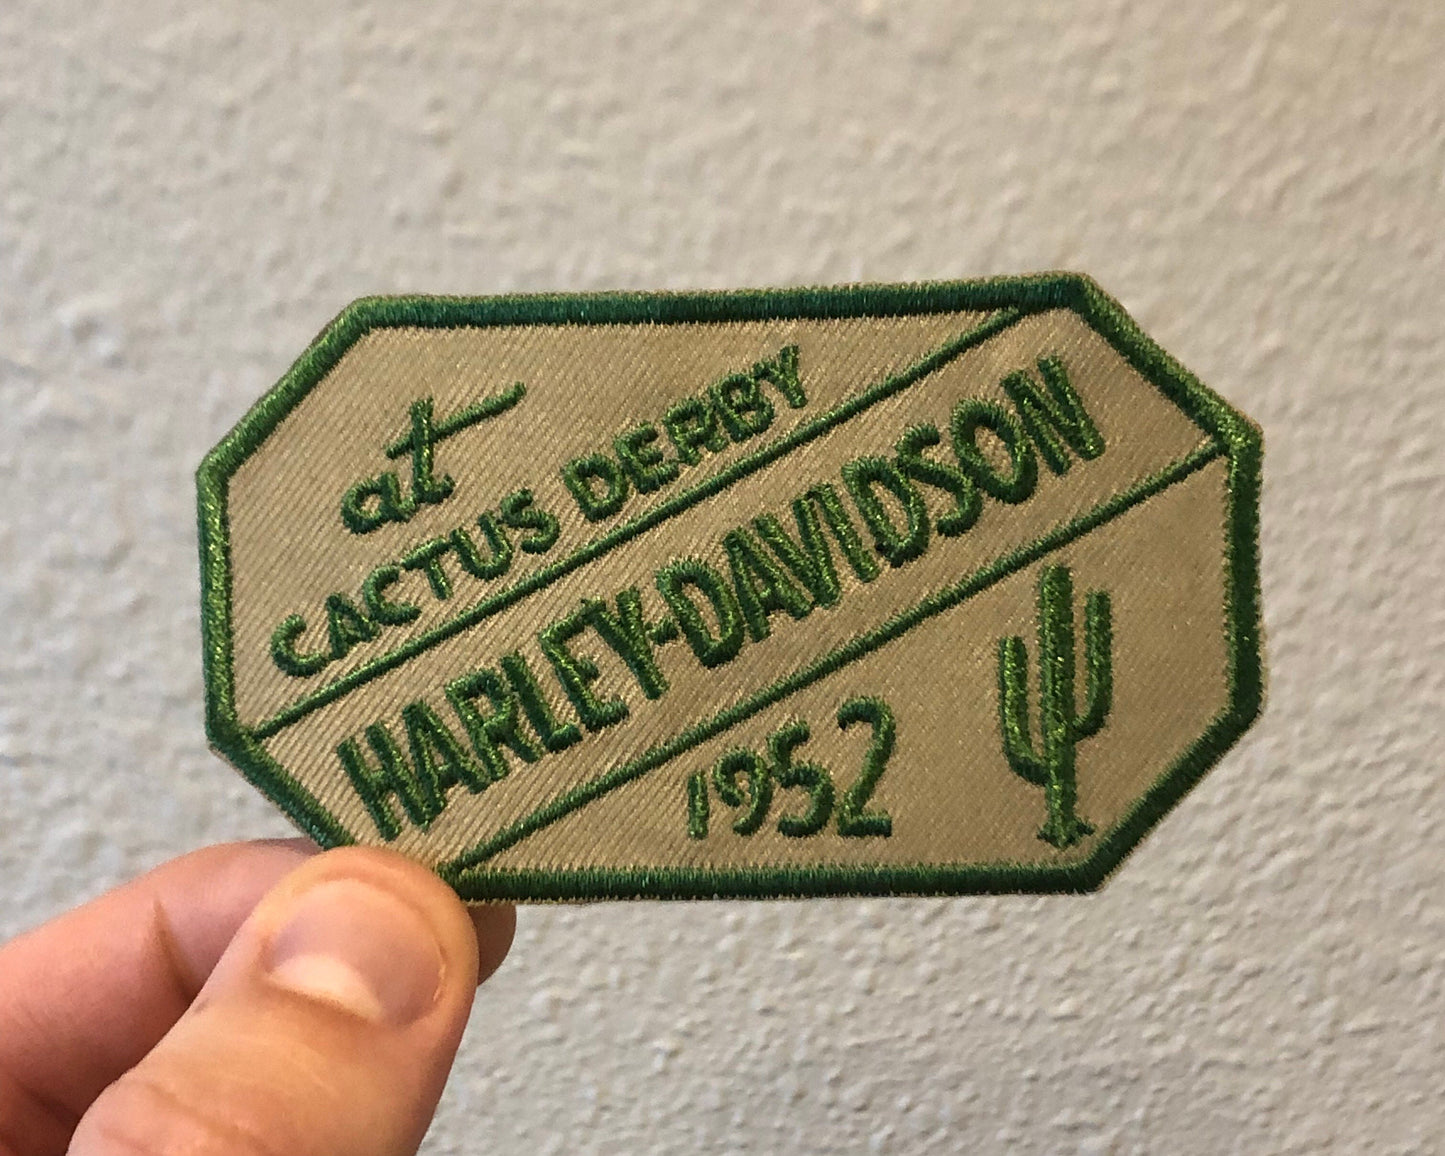 at
CACTUS DERBY
HARLEY-DAVIDSON
1952